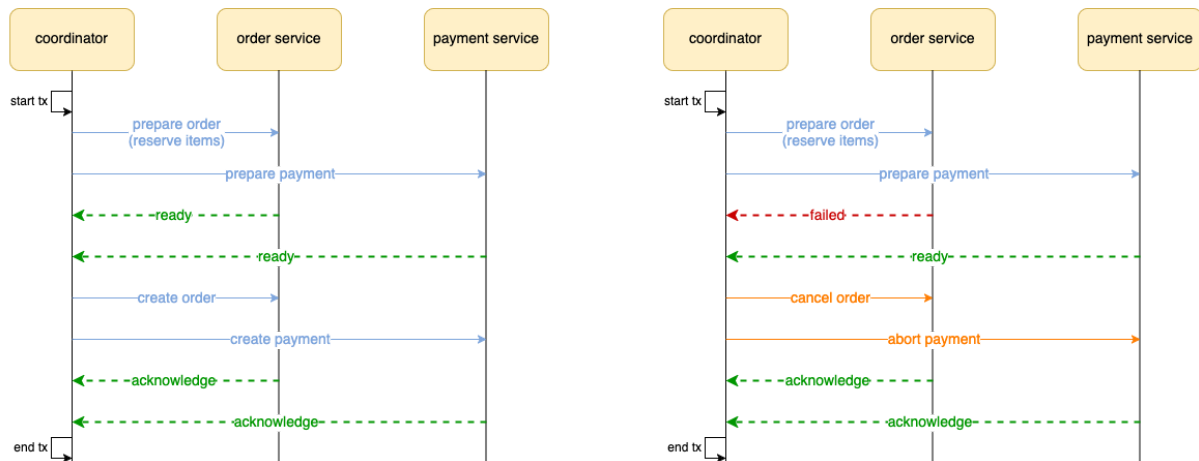 coordinator
order service
payment service
start tx
prepare order
(reserve items)
prepare payment
ready
ready
create order
create payment
acknowledge
acknowledge
end tx
coordinator
order service
payment service
start tx
prepare order
(reserve items)
prepare payment
failed
ready
cancel order
abort payment
acknowledge
acknowledge
end tx